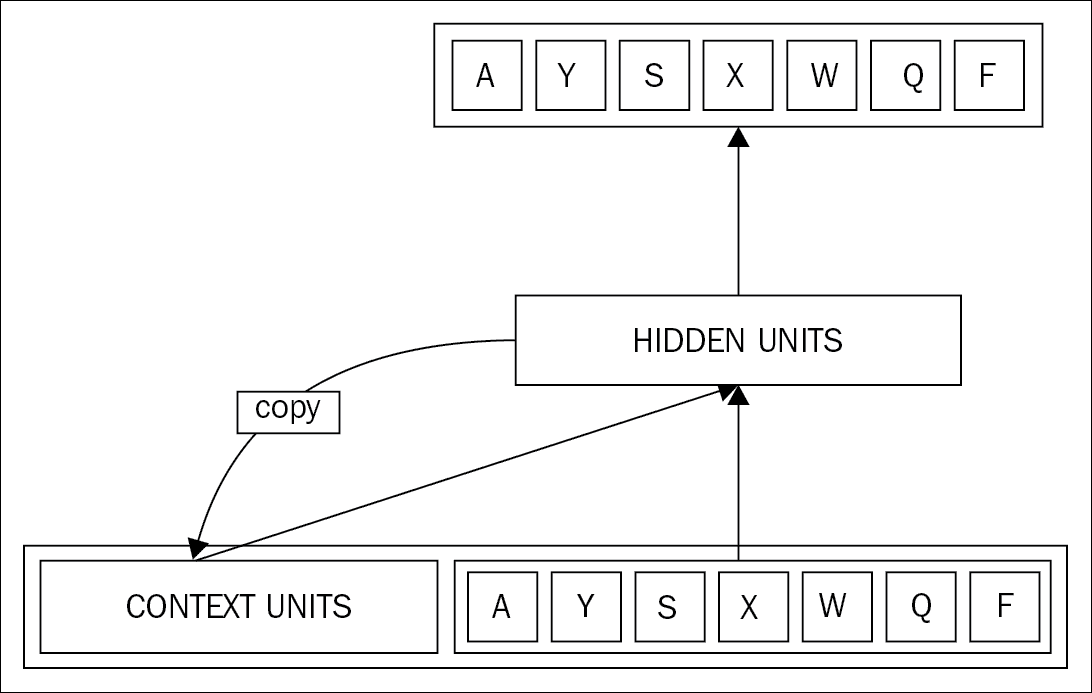 A Y S X W Q F
HIDDEN UNITS
copy
CONTEXT UNITS
A Y S X W Q F